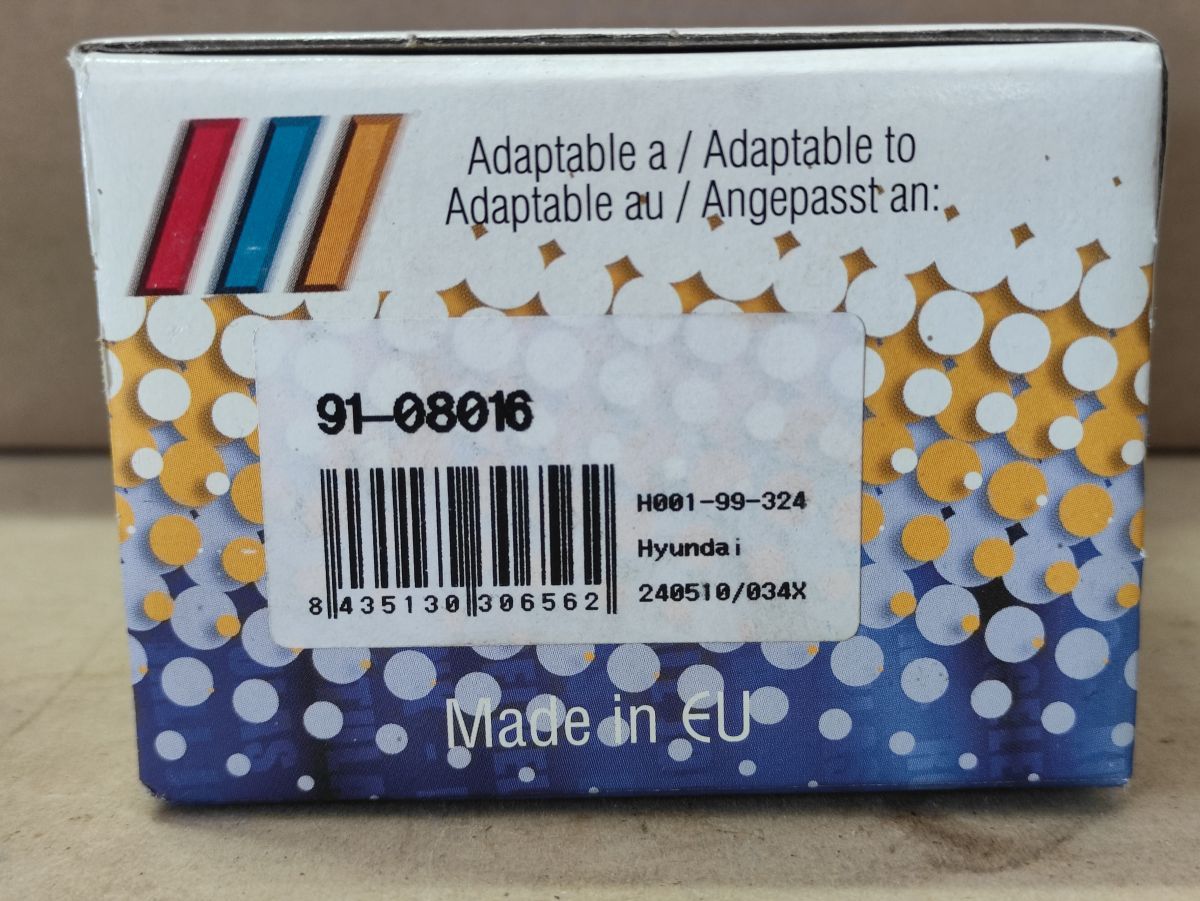 Adaptable a / Adaptable to
Adaptable au / Angepasst an:
91-08016
H001-99-324
Hyundai
240510/034X
8 435130 306562
Made in EU